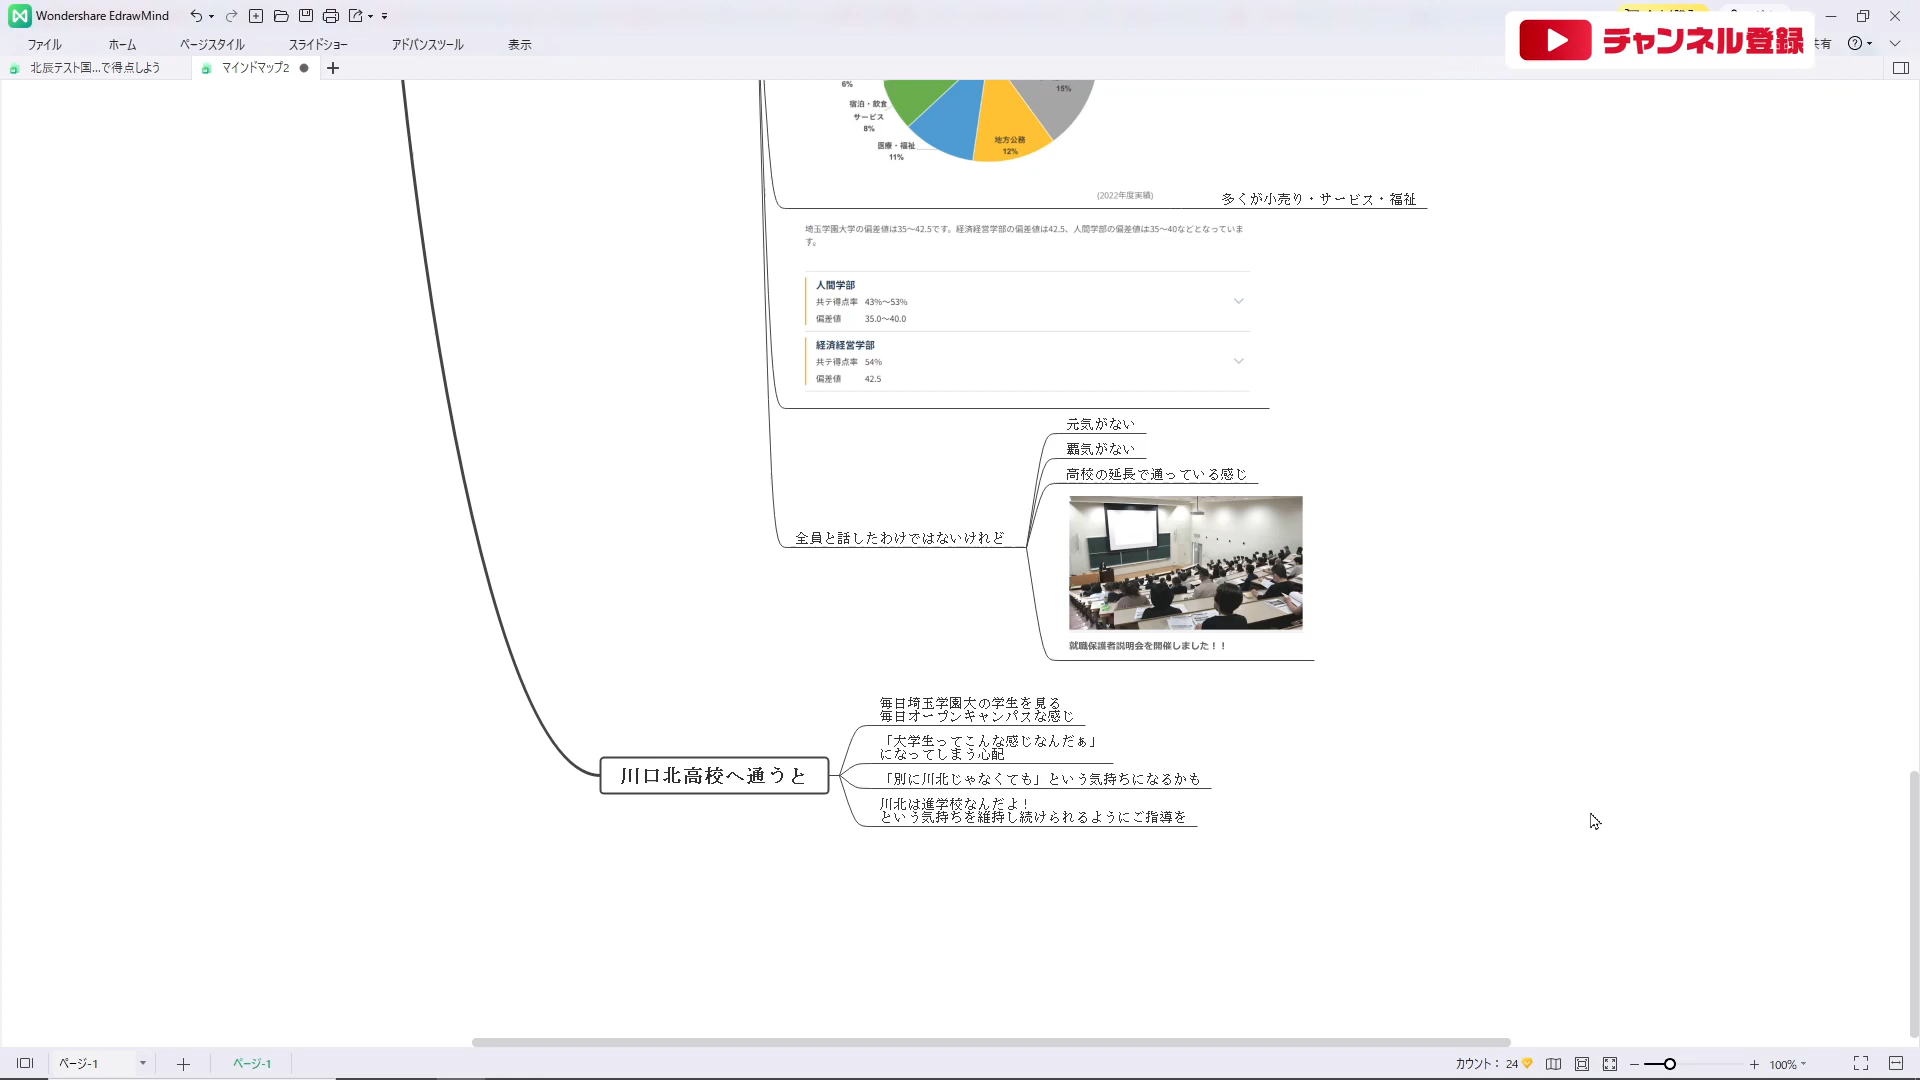 Wondershare EdrawMind
ファイル
ホーム
ページスタイル
スライドショー
アドバンスツール
表示
チャンネル登録
共有
北辰テスト国...で得点しよう
マインドマップ2
6%
15%
宿泊・飲食
サービス
8%
医療・福祉
11%
地方公務
12%
(2022年度実績)
多くが小売り・サービス・福祉
埼玉学園大学の偏差値は35～42.5です。経済経営学部の偏差値は42.5、人間学部の偏差値は35～40などとなっていま
す。
人間学部
共テ得点率 43%～53%
偏差値 35.0～40.0
経済経営学部
共テ得点率 54%
偏差値 42.5
元気がない
覇気がない
高校の延長で通っている感じ
全員と話したわけではないけれど
就職保護者説明会を開催しました！！
川口北高校へ通うと
毎日埼玉学園大の学生を見る
毎日オープンキャンパスな感じ
「大学生ってこんな感じなんだぁ」
になってしまう心配
「別に川北じゃなくても」という気持ちになるかも
川北は進学校なんだよ！
という気持ちを維持し続けられるようにご指導を
ページ-1
ページ-1
カウント： 24
100%